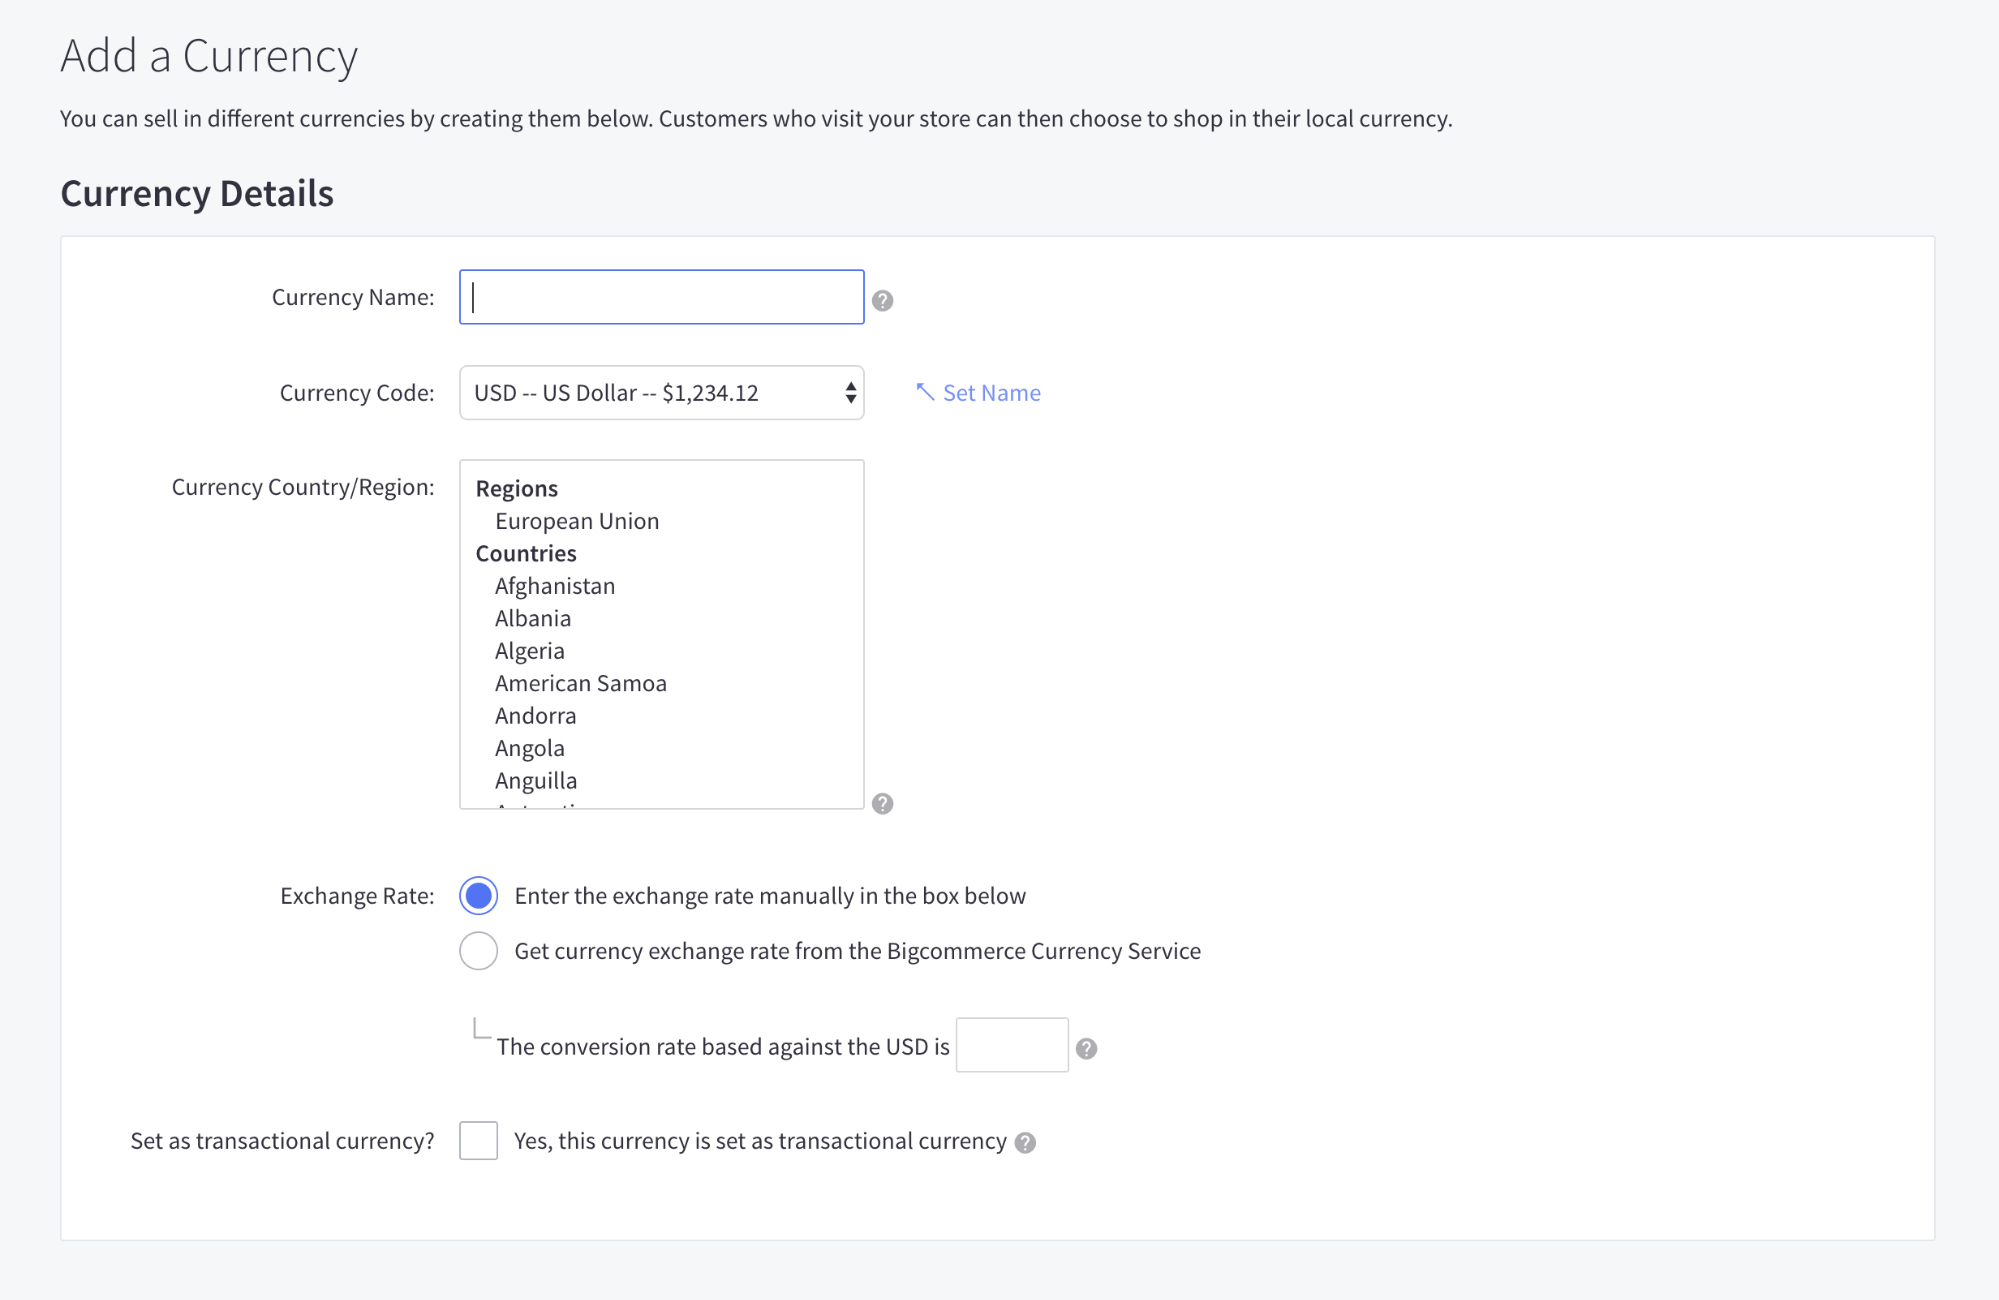 Add a Currency
You can sell in different currencies by creating them below. Customers who visit your store can then choose to shop in their local currency.
Currency Details
Currency Name:
?
Currency Code: USD -- US Dollar -- $1,234.12 Set Name
Currency Country/Region:
Regions
European Union
Countries
Afghanistan
Albania
Algeria
American Samoa
Andorra
Angola
Anguilla
?
Exchange Rate: Enter the exchange rate manually in the box below
Get currency exchange rate from the Bigcommerce Currency Service
The conversion rate based against the USD is ?
Set as transactional currency? Yes, this currency is set as transactional currency ?